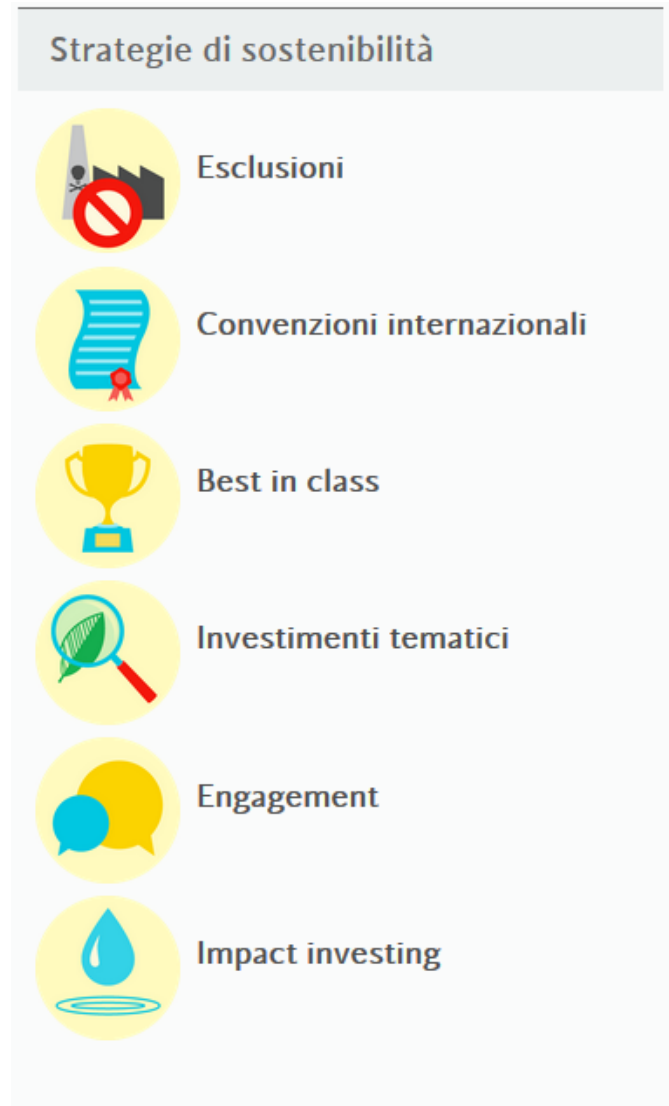 Strategie di sostenibilità
Esclusioni
Convenzioni internazionali
Best in class
Investimenti tematici
Engagement
Impact investing